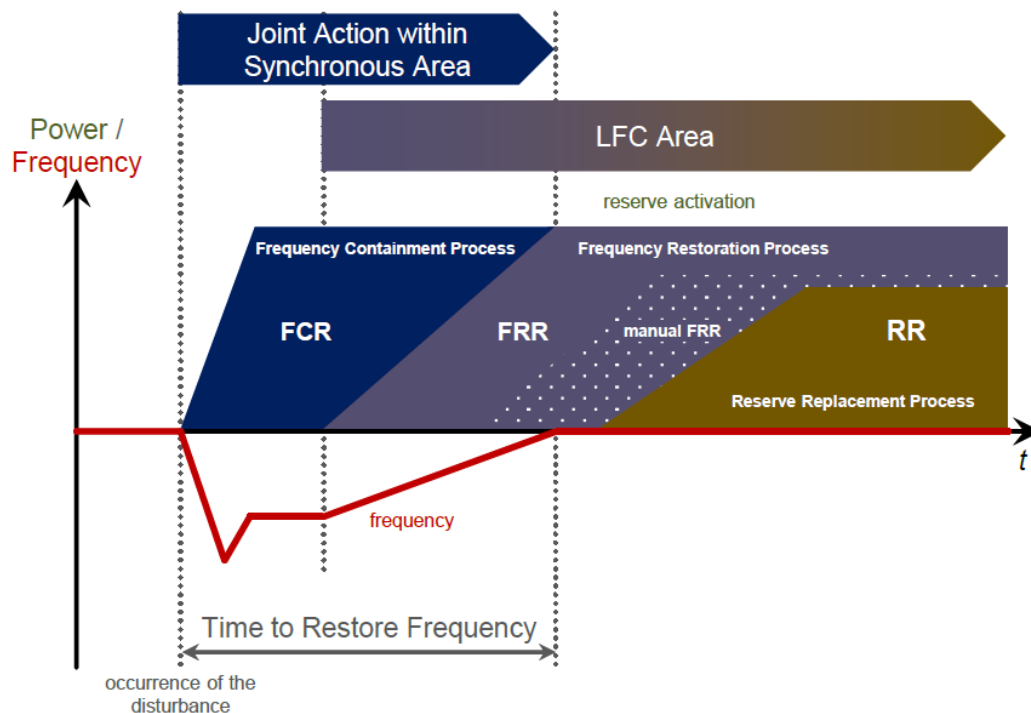 Joint Action within
Synchronous Area
LFC Area
Power /
Frequency
reserve activation
Frequency Containment Process
Frequency Restoration Process
FCR
FRR
manual FRR
RR
Reserve Replacement Process
t
frequency
Time to Restore Frequency
occurrence of the
disturbance